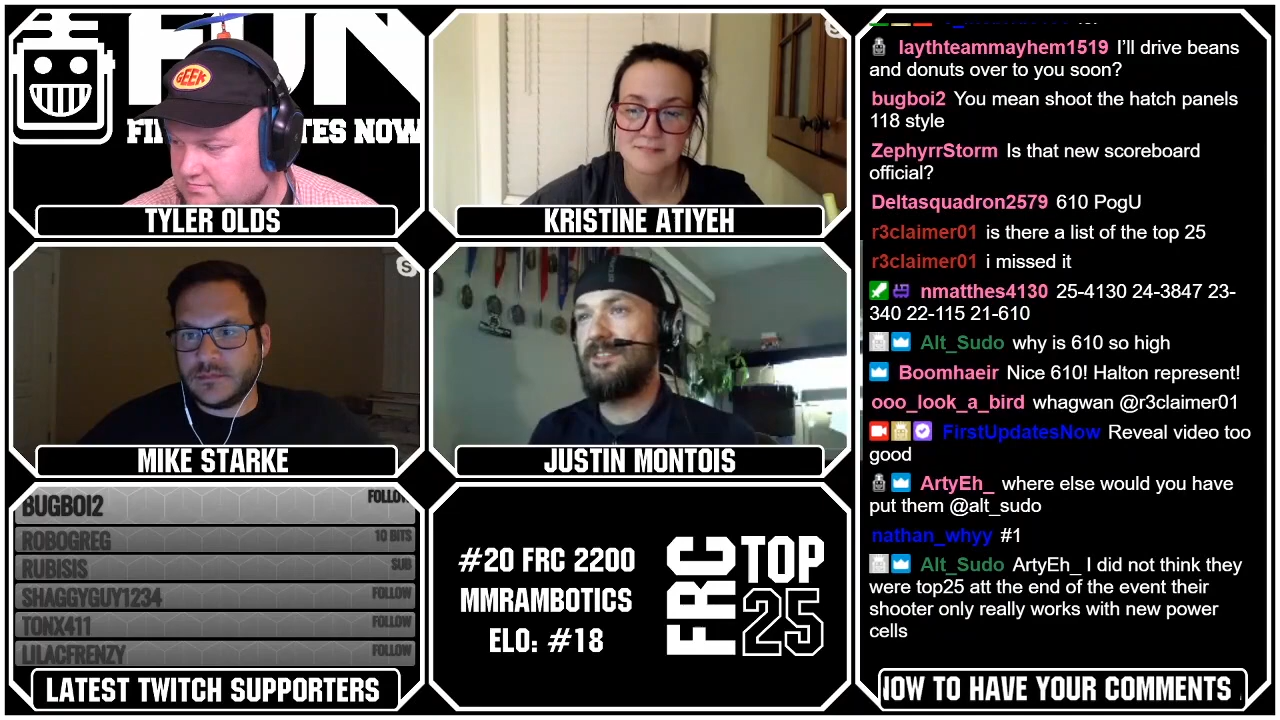 FUN
GEEK
TES NOW
TYLER OLDS
KRISTINE ATIYEH
S
MIKE STARKE
JUSTIN MONTOIS
BUGBOI2 FOLLOW
ROBOGREG 10 BITS
RUBISIS SUB
SHAGGYGUY1234 FOLLOW
TONX411 FOLLOW
LILACFRENZY FOLLOW
LATEST TWITCH SUPPORTERS
#20 FRC 2200
MMRAMBOTICS
ELO: #18
FRC TOP
25
laythteammayhem1519 I'll drive beans
and donuts over to you soon?
bugboi2 You mean shoot the hatch panels
118 style
ZephyrrStorm Is that new scoreboard
official?
Deltasquadron2579 610 PogU
r3claimer01 is there a list of the top 25
r3claimer01 i missed it
nmatthes4130 25-4130 24-3847 23-
340 22-115 21-610
Alt_Sudo why is 610 so high
Boomhaeir Nice 610! Halton represent!
ooo_look_a_bird whagwan @r3claimer01
FirstUpdatesNow Reveal video too
good
ArtyEh_ where else would you have
put them @alt_sudo
nathan_whyy #1
Alt_Sudo ArtyEh_ I did not think they
were top25 att the end of the event their
shooter only really works with new power
cells
NOW TO HAVE YOUR COMMENTS